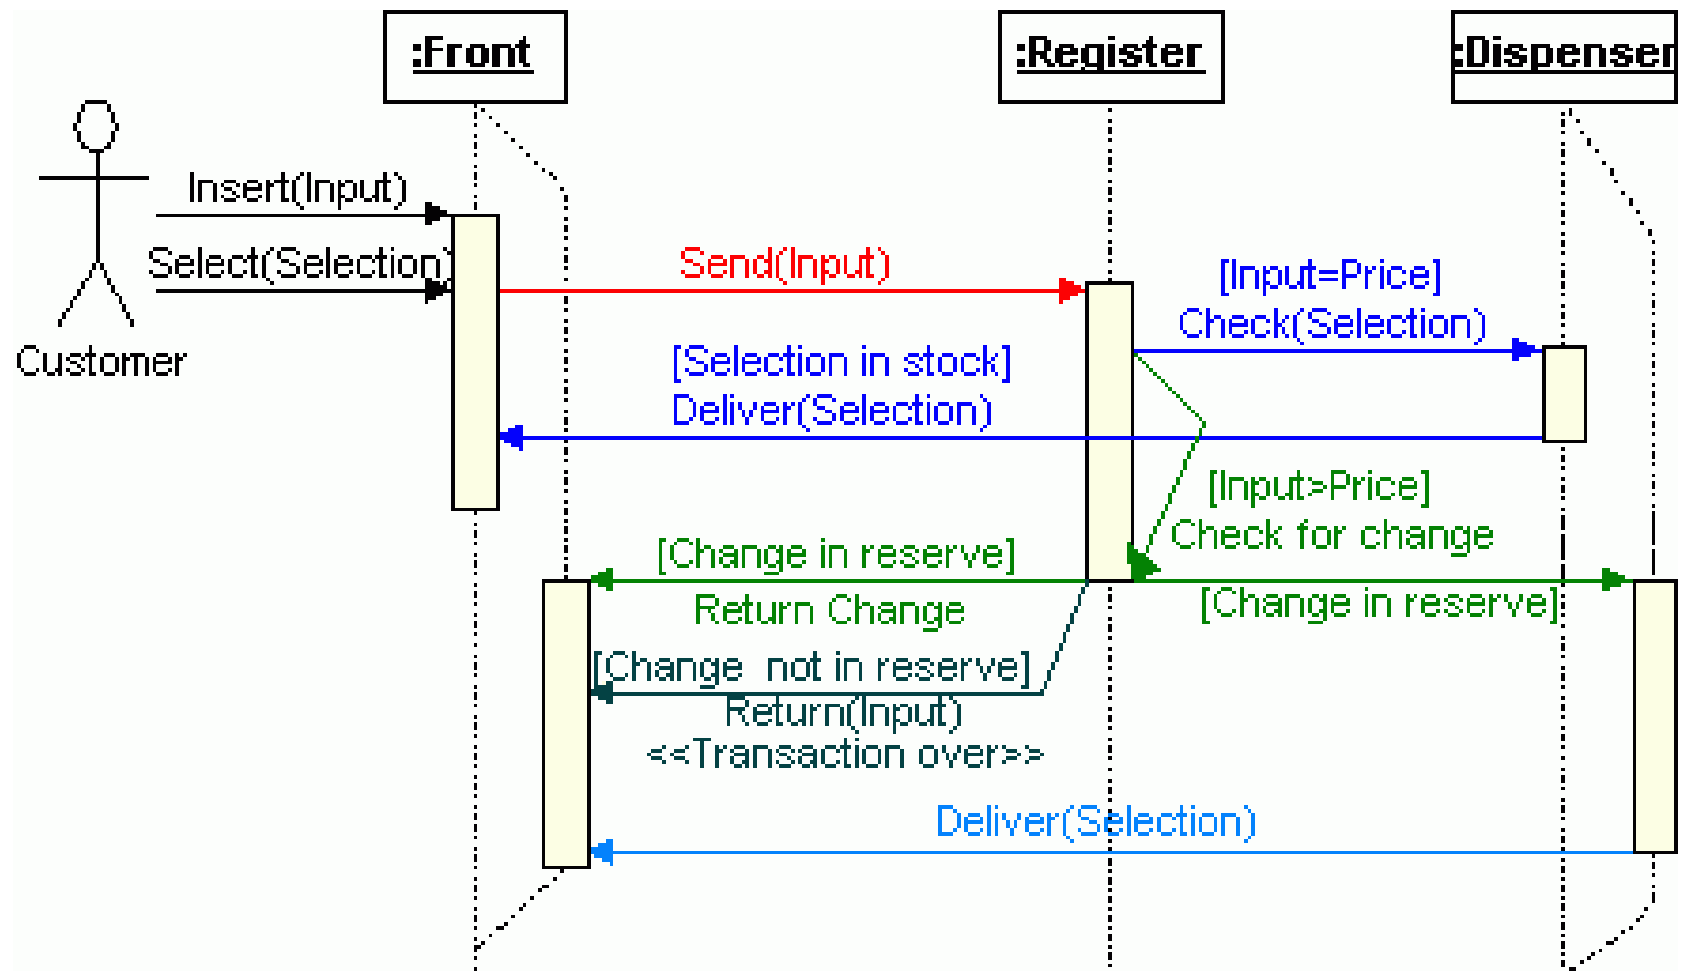 :Front
:Register
:Dispenser
Insert(Input)
Select(Selection)
Customer
Send(Input)
[Input=Price]
Check(Selection)
[Selection in stock]
Deliver(Selection)
[Input>Price]
Check for change
[Change in reserve]
Return Change
[Change in reserve]
[Change  not in reserve]
Return(Input)
<<Transaction over>>
Deliver(Selection)